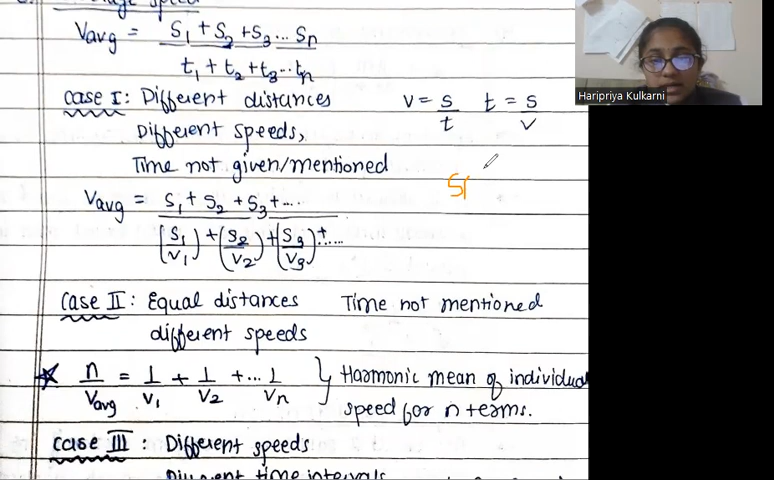 speed
Vavg = S1 + S2 + S3 ... Sn
t1 + t2 + t3 ... tn
Case I : Different distances
Different speeds,
Time not given/mentioned
v = s/t t = s/v
S1
Vavg = S1 + S2 + S3 + ....
(S1/v1) + (S2/v2) + (S3/v3) + .....
Case II : Equal distances Time not mentioned
different speeds
n/Vavg = 1/v1 + 1/v2 + ... 1/vn } Harmonic mean of individual
speed for n terms.
Case III : Different speeds
Haripriya Kulkarni